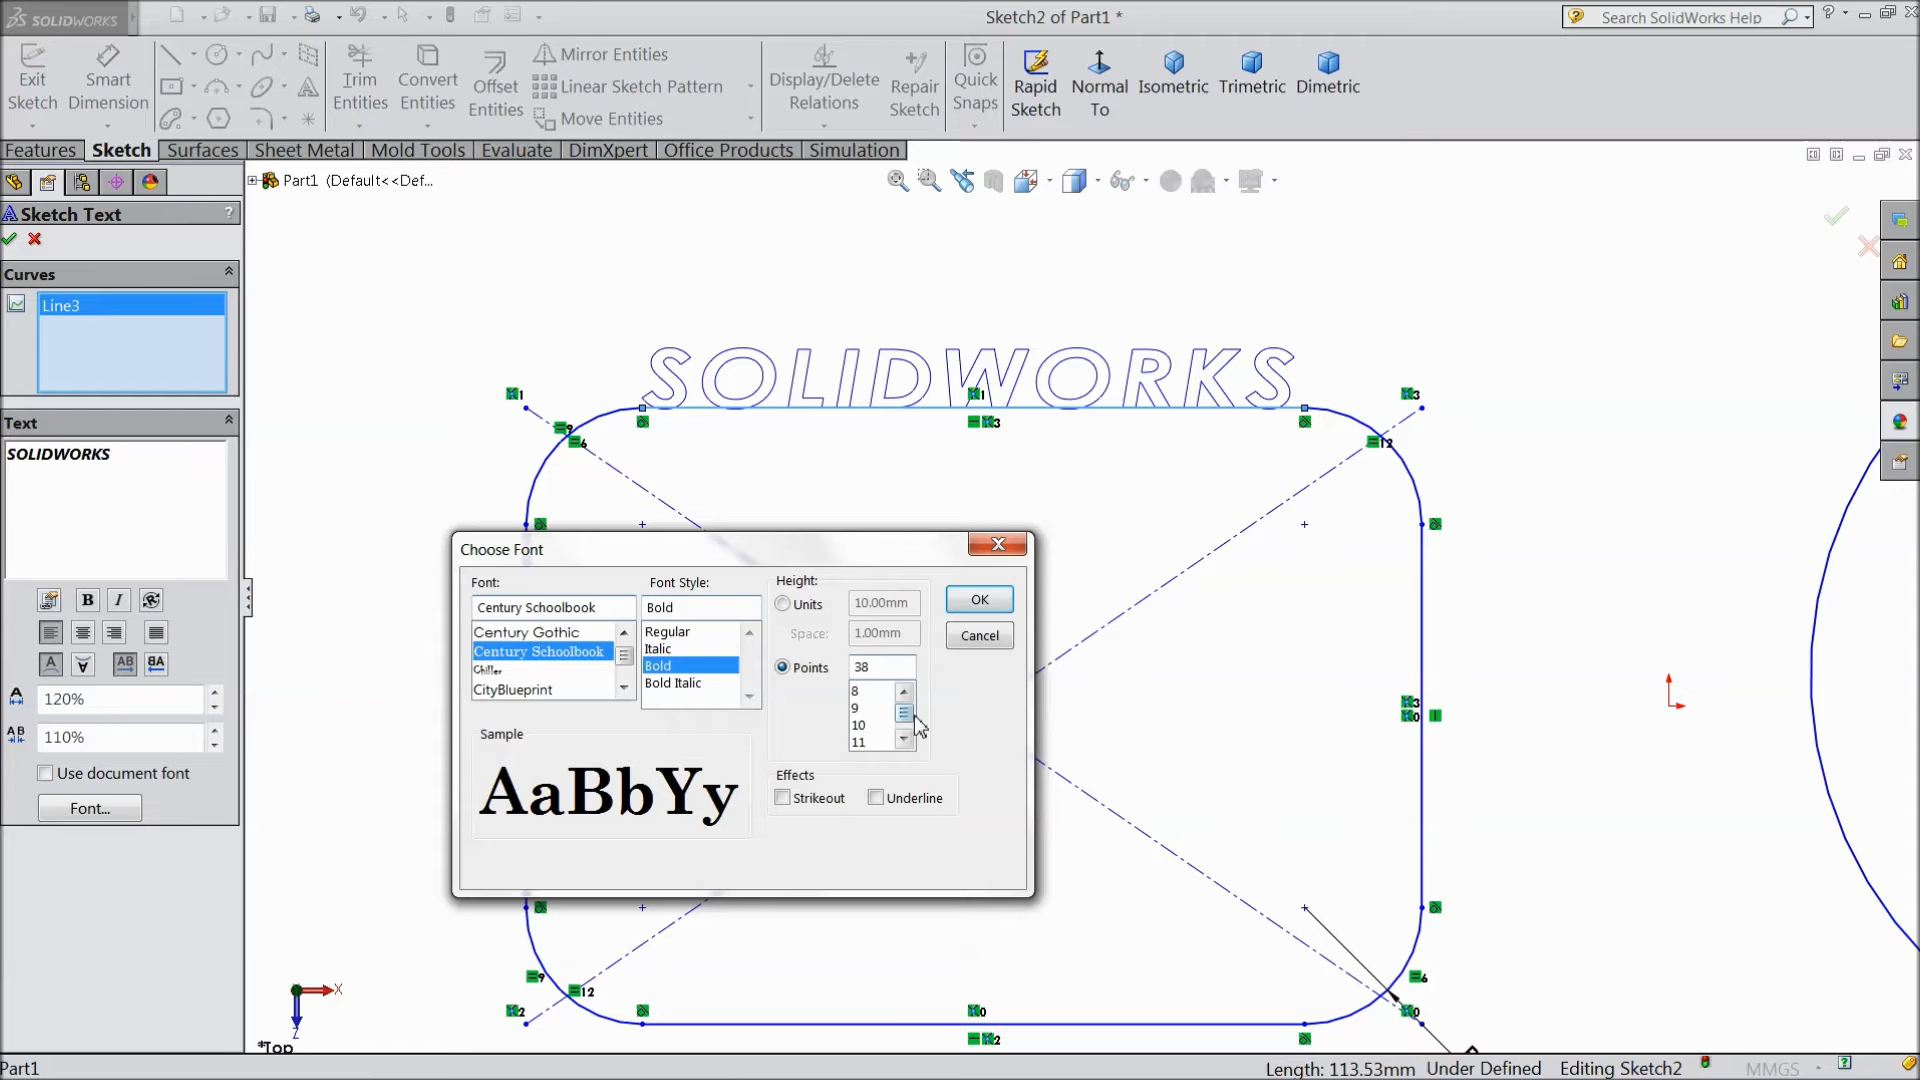 SOLIDWORKS
Sketch2 of Part1 *
Search SolidWorks Help
Exit Sketch
Smart Dimension
Trim Entities
Convert Entities
Offset Entities
Mirror Entities
Linear Sketch Pattern
Move Entities
Display/Delete Relations
Repair Sketch
Quick Snaps
Rapid Sketch
Normal To
Isometric
Trimetric
Dimetric
Features
Sketch
Surfaces
Sheet Metal
Mold Tools
Evaluate
DimXpert
Office Products
Simulation
Part1 (Default<<Def...
Sketch Text
?
Curves
Line3
Text
SOLIDWORKS
B
I
120%
110%
Use document font
Font...
SOLIDWORKS
Choose Font
Font:
Century Schoolbook
Century Gothic
Century Schoolbook
Chiller
CityBlueprint
Font Style:
Bold
Regular
Italic
Bold
Bold Italic
Height:
Units
10.00mm
Space:
1.00mm
Points
38
8
9
10
11
OK
Cancel
Sample
AaBbYy
Effects
Strikeout
Underline
X
Z
*Top
Part1
Length: 113.53mm
Under Defined
Editing Sketch2
MMGS